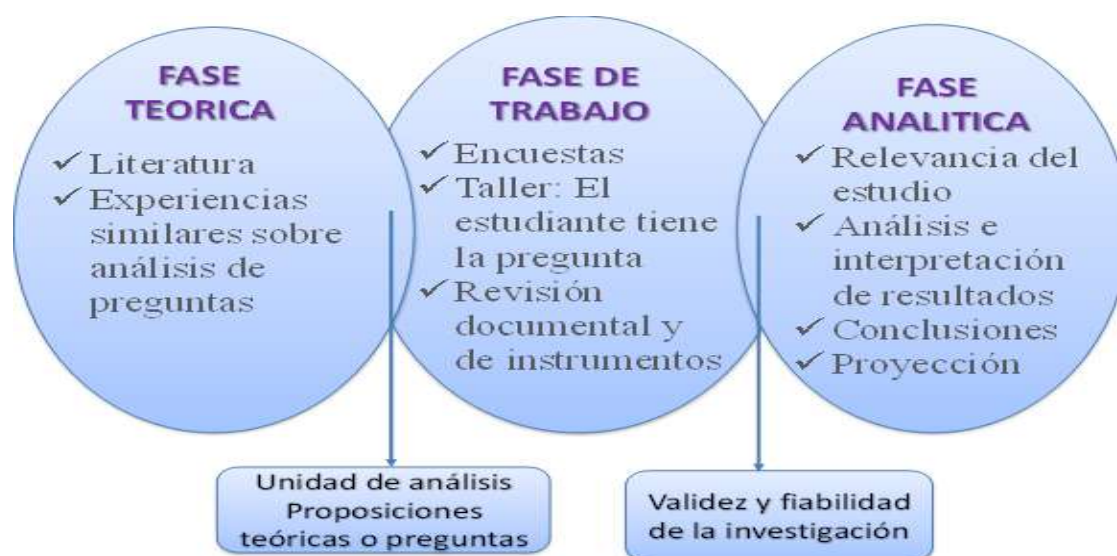 FASE
TEORICA
✓ Literatura
✓ Experiencias
similares sobre
análisis de
preguntas
FASE DE
TRABAJO
✓ Encuestas
✓ Taller: El
estudiante tiene
la pregunta
✓ Revisión
documental y
de instrumentos
FASE
ANALITICA
✓ Relevancia del
estudio
✓ Análisis e
interpretación
de resultados
✓ Conclusiones
✓ Proyección
Unidad de análisis
Proposiciones
teóricas o preguntas
Validez y fiabilidad
de la investigación